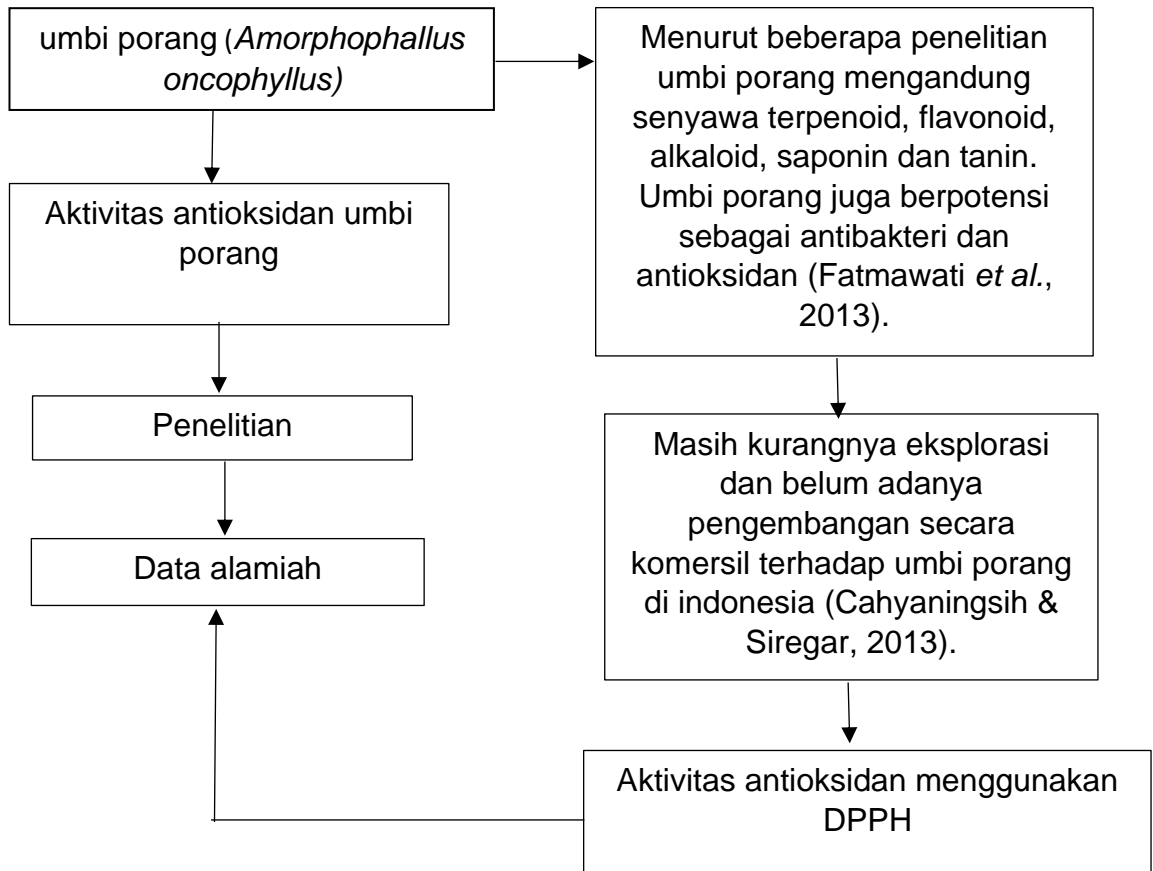 umbi porang (Amorphophallus
oncophyllus)
Menurut beberapa penelitian
umbi porang mengandung
senyawa terpenoid, flavonoid,
alkaloid, saponin dan tanin.
Umbi porang juga berpotensi
sebagai antibakteri dan
antioksidan (Fatmawati et al.,
2013).
Aktivitas antioksidan umbi
porang
Penelitian
Data alamiah
Masih kurangnya eksplorasi
dan belum adanya
pengembangan secara
komersil terhadap umbi porang
di indonesia (Cahyaningsih &
Siregar, 2013).
Aktivitas antioksidan menggunakan
DPPH